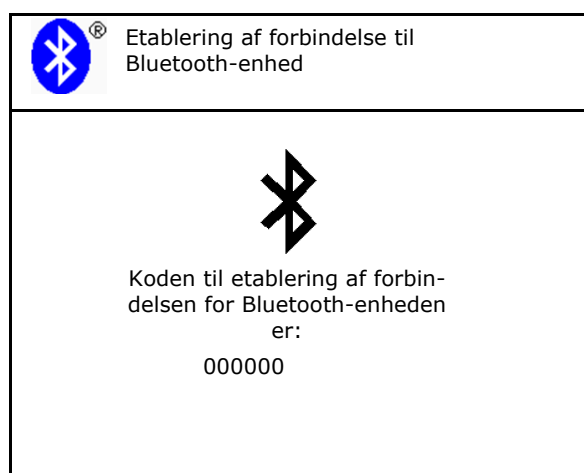 ®
Etablering af forbindelse til
Bluetooth-enhed
Koden til etablering af forbin-
delsen for Bluetooth-enheden
er:
000000